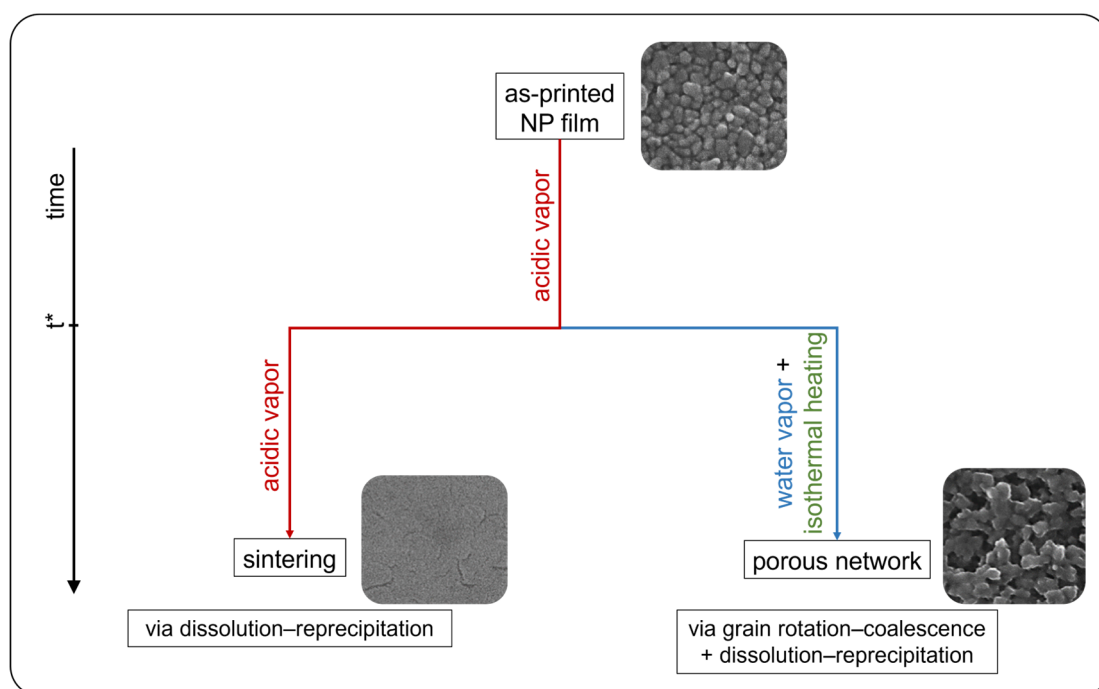 as-printed
NP film
time
acidic vapor
t*
acidic vapor
water vapor +
isothermal heating
sintering
porous network
via dissolution–reprecipitation
via grain rotation–coalescence
+ dissolution–reprecipitation